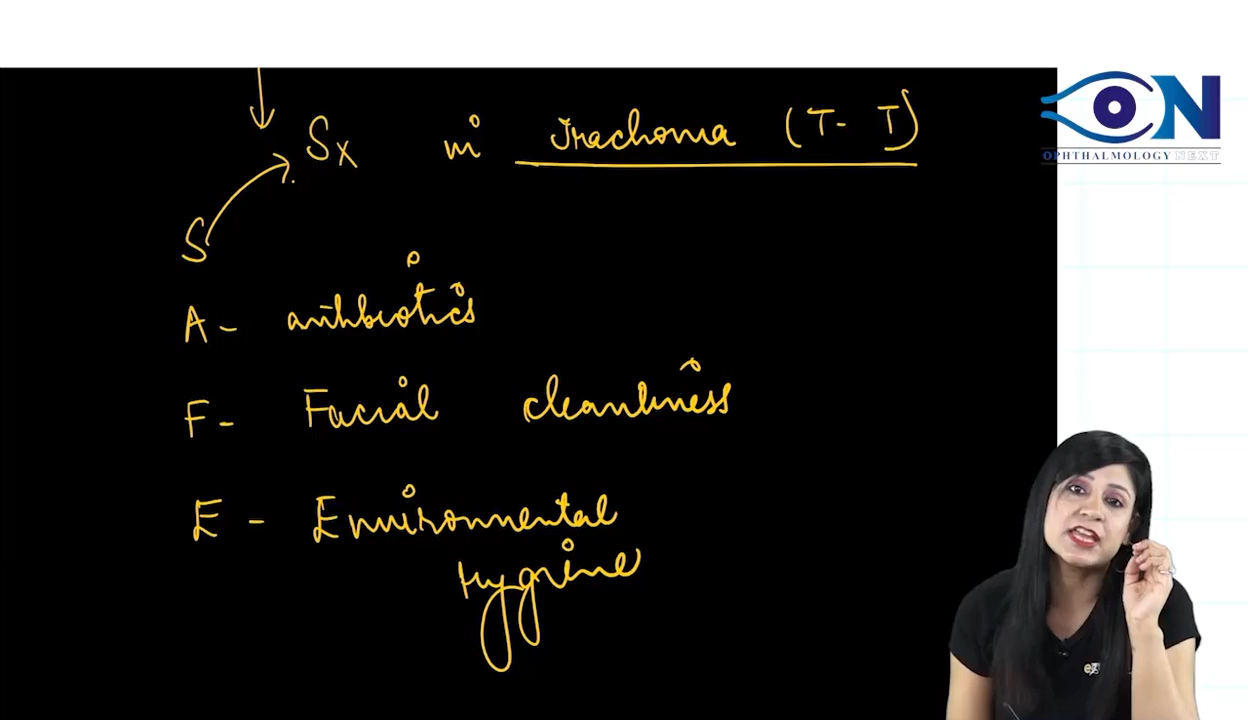 ON
OPHTHALMOLOGY NEXT
Sx in Trachoma (T-T)
S
A- antibiotics
F- Facial cleanliness
E - Environmental
Hygiene